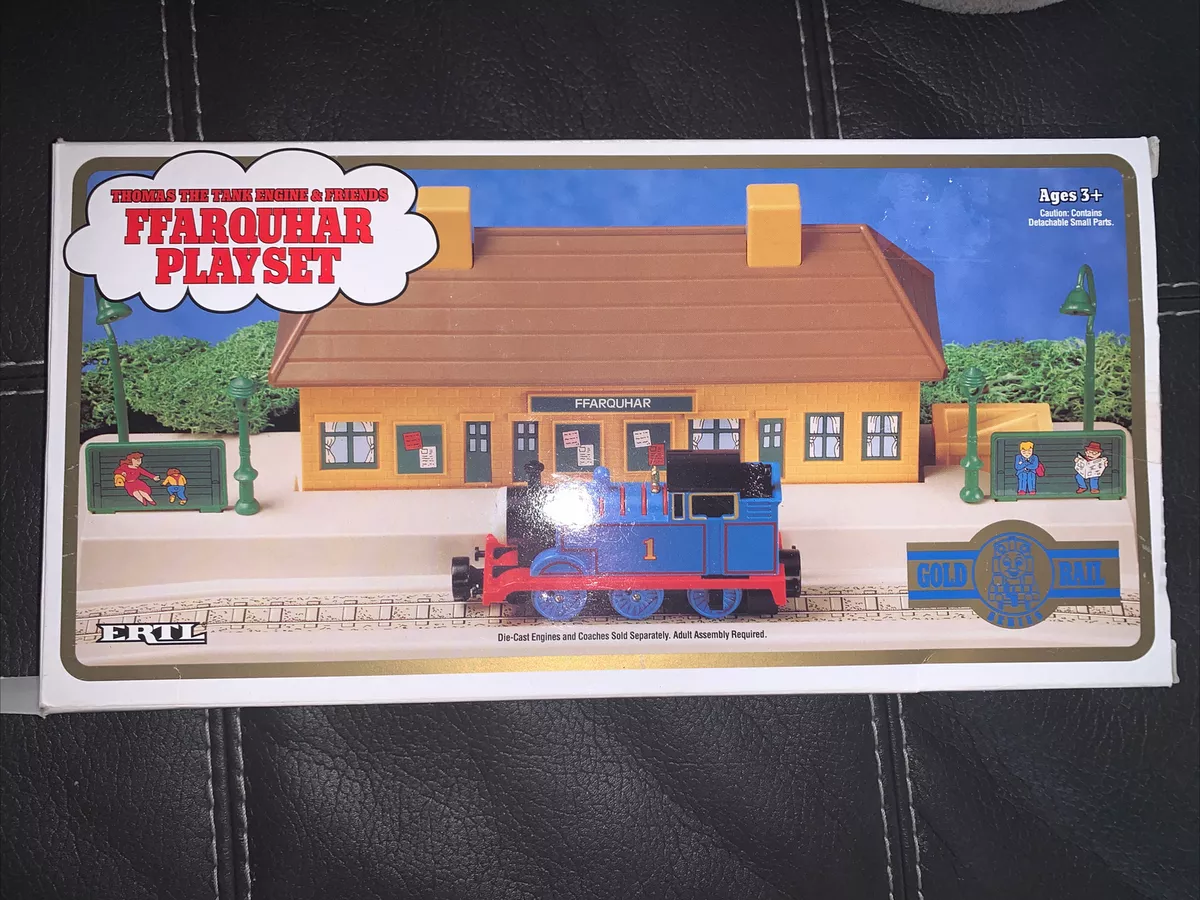 THOMAS THE TANK ENGINE & FRIENDS
FFARQUHAR
PLAYSET
Ages 3+
Caution: Contains
Detachable Small Parts.
FFARQUHAR
1
GOLD RAIL
SERIES
ERTL
Die-Cast Engines and Coaches Sold Separately. Adult Assembly Required.